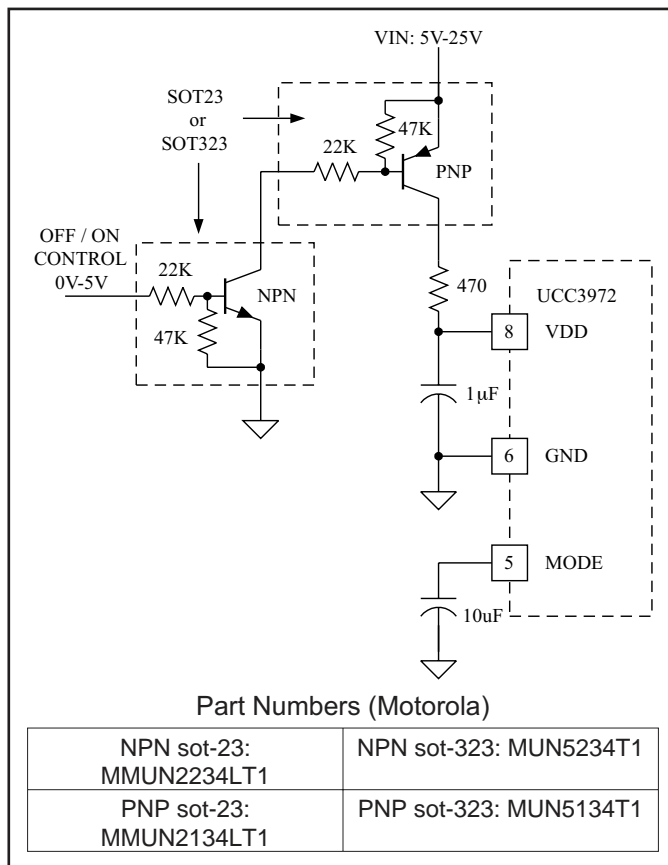 VIN: 5V-25V
SOT23
or
SOT323
47K
22K
PNP
OFF / ON
CONTROL
0V-5V
22K
NPN
47K
470
UCC3972
8 VDD
1µF
6 GND
5 MODE
10uF
Part Numbers (Motorola)
NPN sot-23:
MMUN2234LT1
NPN sot-323: MUN5234T1
PNP sot-23:
MMUN2134LT1
PNP sot-323: MUN5134T1